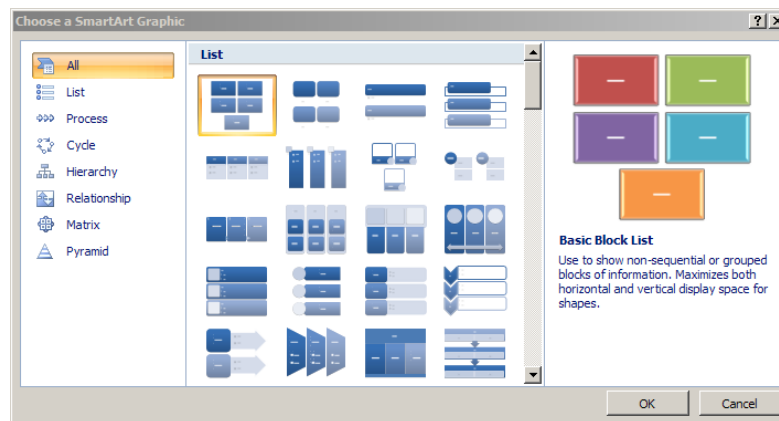 Choose a SmartArt Graphic
All
List
Process
Cycle
Hierarchy
Relationship
Matrix
Pyramid
List
Basic Block List
Use to show non-sequential or grouped
blocks of information. Maximizes both
horizontal and vertical display space for
shapes.
OK
Cancel